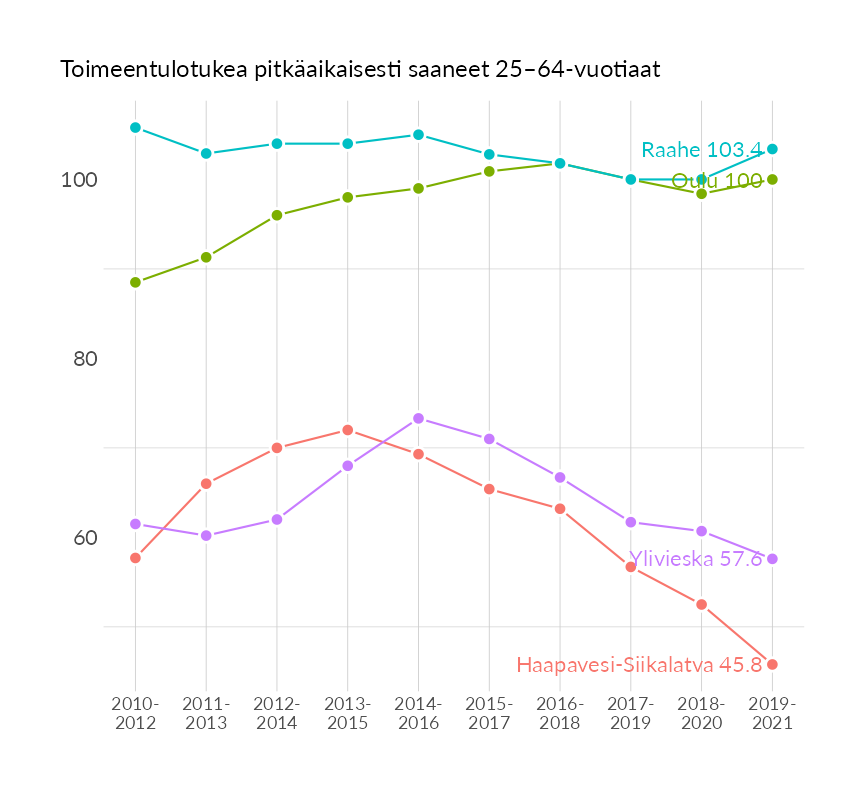 Toimeentulotukea pitkäaikaisesti saaneet 25–64-vuotiaat
Raahe 103.4
100
Oulu 100
80
60
Ylivieska 57.6
Haapavesi-Siikalatva 45.8
2010- 2011- 2012- 2013- 2014- 2015- 2016- 2017- 2018- 2019-
2012 2013 2014 2015 2016 2017 2018 2019 2020 2021